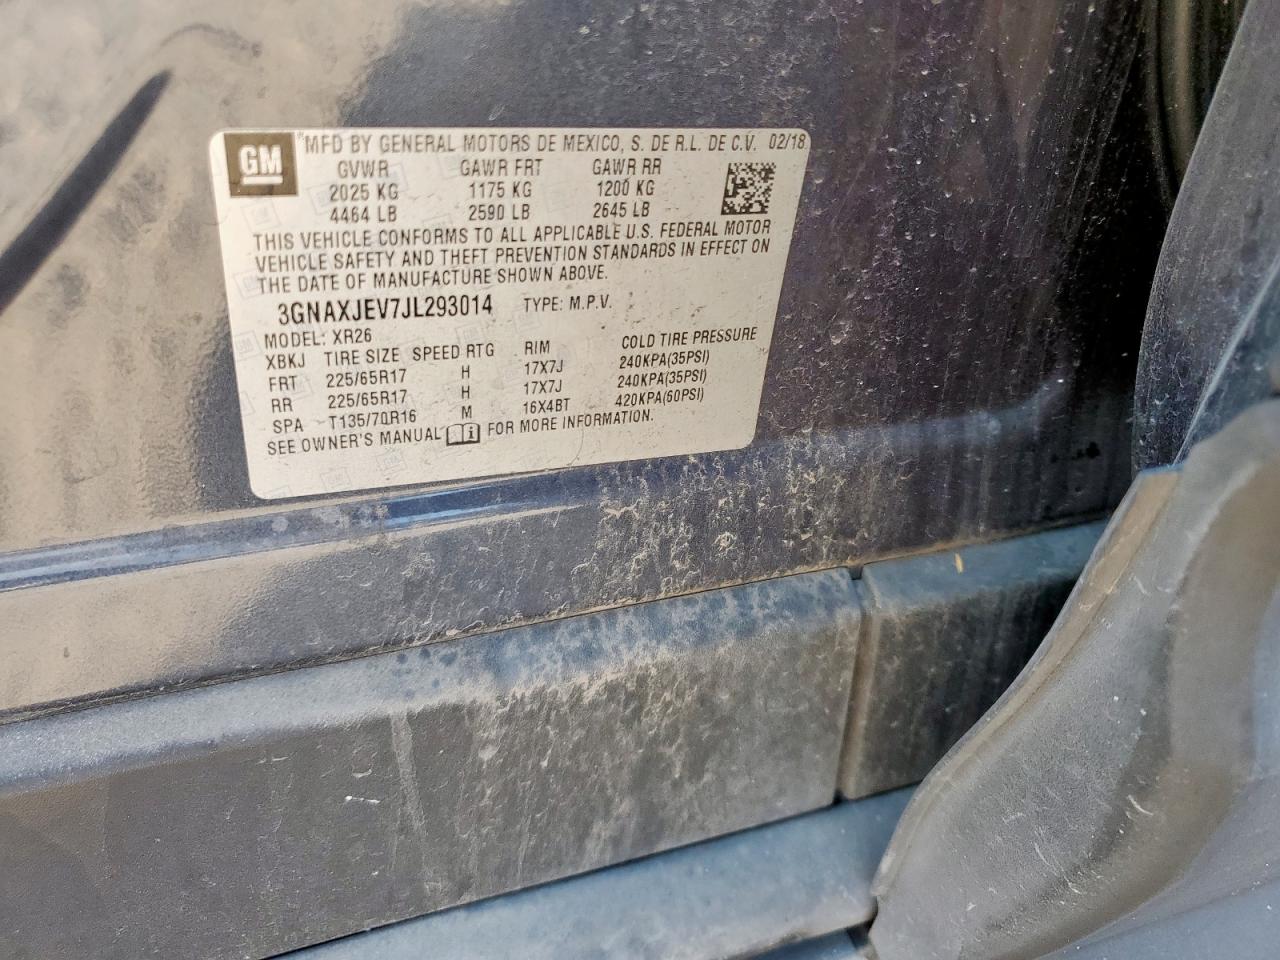 GM
MFD BY GENERAL MOTORS DE MEXICO, S. DE R.L. DE C.V. 02/18
GVWR GAWR FRT GAWR RR
2025 KG 1175 KG 1200 KG
4464 LB 2590 LB 2645 LB
THIS VEHICLE CONFORMS TO ALL APPLICABLE U.S. FEDERAL MOTOR
VEHICLE SAFETY AND THEFT PREVENTION STANDARDS IN EFFECT ON
THE DATE OF MANUFACTURE SHOWN ABOVE.
3GNAXJEV7JL293014 TYPE: M.P.V.
MODEL: XR26
XBKJ TIRE SIZE SPEED RTG RIM COLD TIRE PRESSURE
FRT 225/65R17 H 17X7J 240KPA(35PSI)
RR 225/65R17 H 17X7J 240KPA(35PSI)
SPA T135/70R16 M 16X4BT 420KPA(60PSI)
SEE OWNER'S MANUAL FOR MORE INFORMATION.